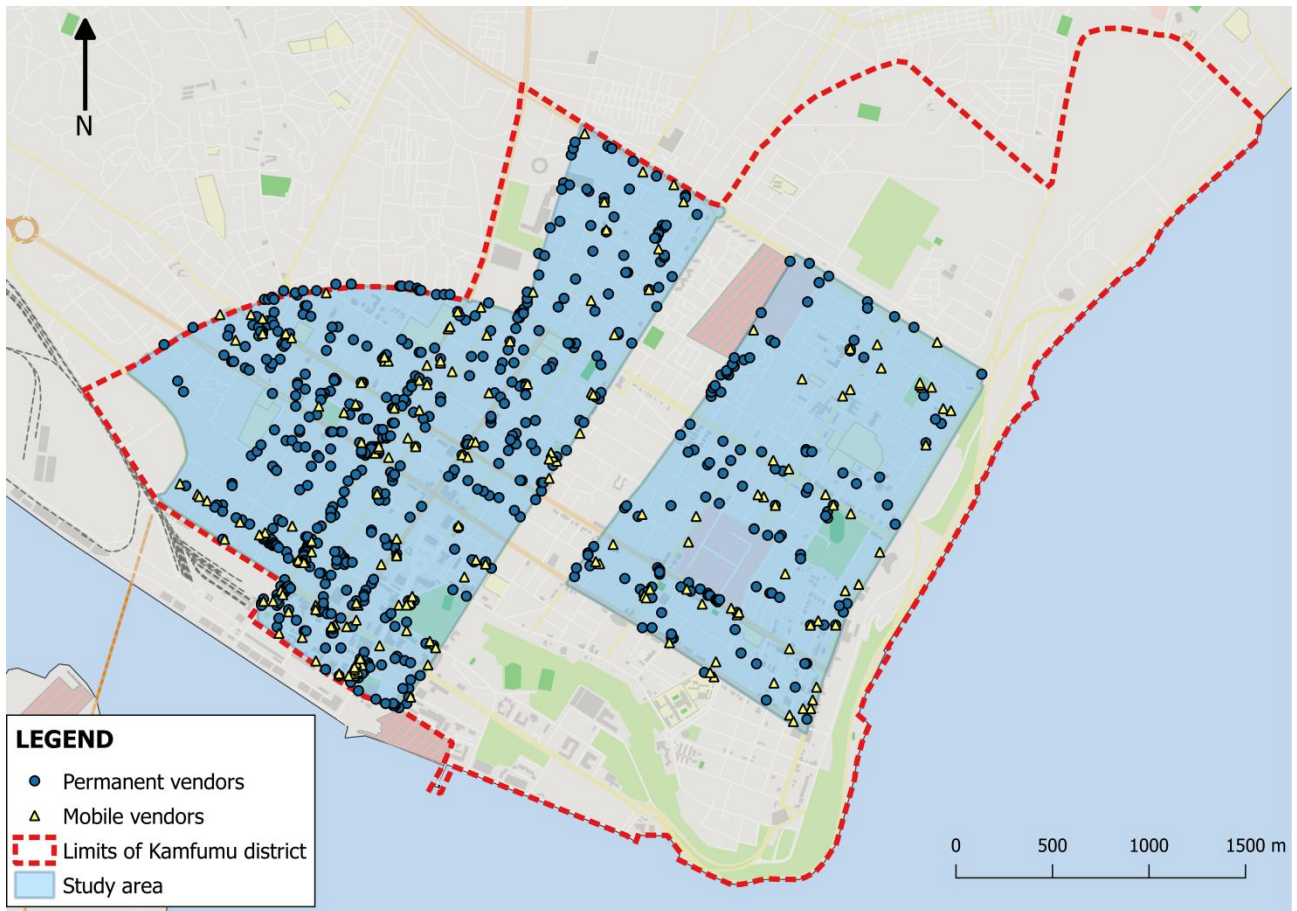 N
LEGEND
Permanent vendors
Mobile vendors
Limits of Kamfumu district
Study area
0 500 1000 1500 m